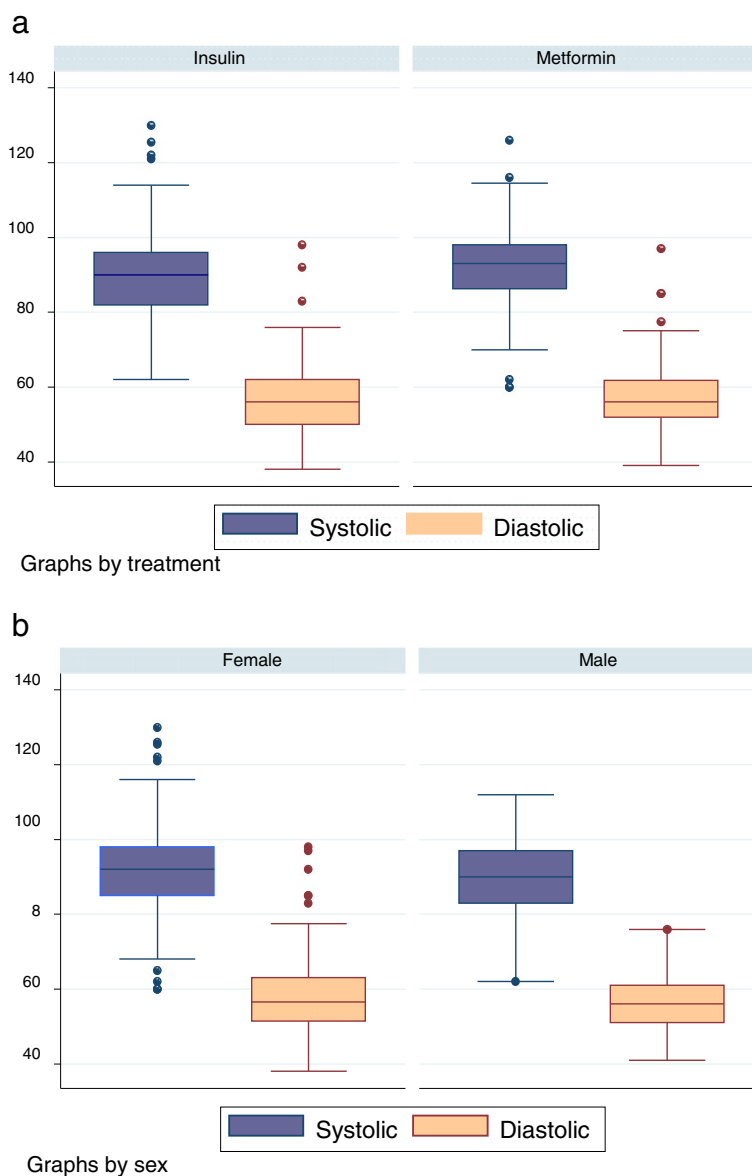 a
Insulin Metformin
140
120
100
80
60
40
Systolic Diastolic
Graphs by treatment
b
Female Male
140
120
100
8
60
40
Systolic Diastolic
Graphs by sex